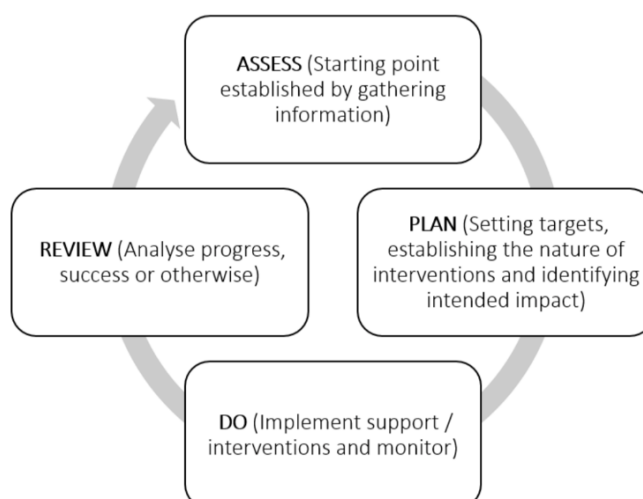 ASSESS (Starting point
established by gathering
information)
PLAN (Setting targets,
establishing the nature of
interventions and identifying
intended impact)
DO (Implement support /
interventions and monitor)
REVIEW (Analyse progress,
success or otherwise)